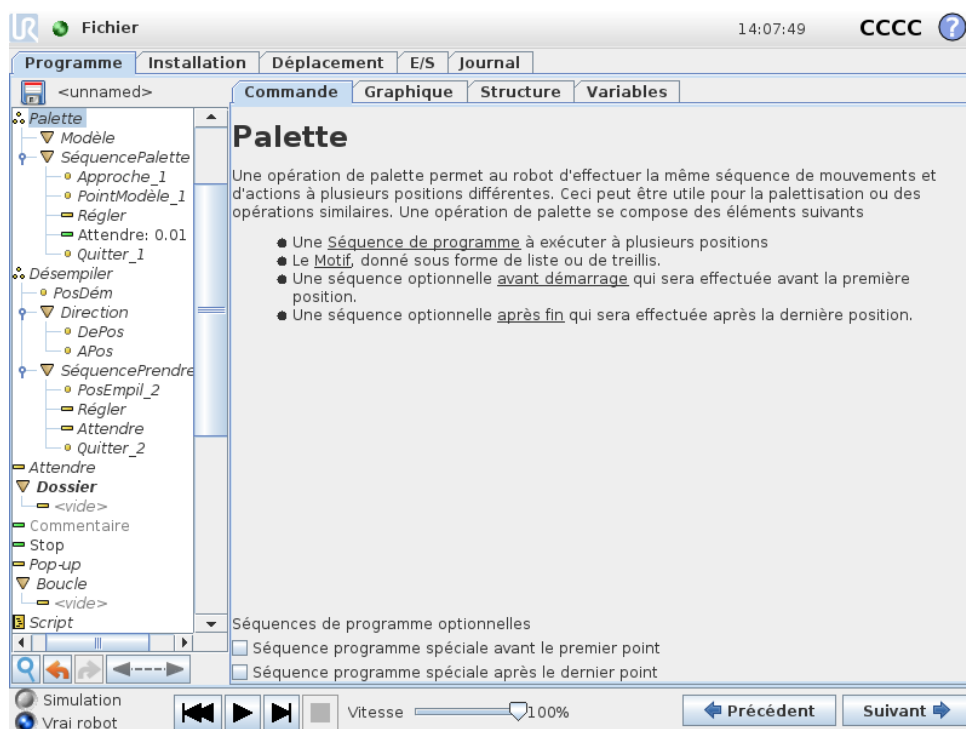 UR Fichier 14:07:49 CCCC ?
Programme Installation Déplacement E/S Journal
<unnamed> Commande Graphique Structure Variables
Palette
Modèle
SéquencePalette
Approche_1
PointModèle_1
Régler
Attendre: 0.01
Quitter_1
Désempiler
PosDém
Direction
DePos
APos
SéquencePrendre
PosEmpil_2
Régler
Attendre
Quitter_2
Attendre
Dossier
<vide>
Commentaire
Stop
Pop-up
Boucle
<vide>
Script
Palette
Une opération de palette permet au robot d'effectuer la même séquence de mouvements et
d'actions à plusieurs positions différentes. Ceci peut être utile pour la palettisation ou des
opérations similaires. Une opération de palette se compose des éléments suivants
● Une Séquence de programme à exécuter à plusieurs positions
● Le Motif, donné sous forme de liste ou de treillis.
● Une séquence optionnelle avant démarrage qui sera effectuée avant la première
position.
● Une séquence optionnelle après fin qui sera effectuée après la dernière position.
Séquences de programme optionnelles
Séquence programme spéciale avant le premier point
Séquence programme spéciale après le dernier point
Simulation
Vrai robot
Vitesse 100%
Précédent Suivant